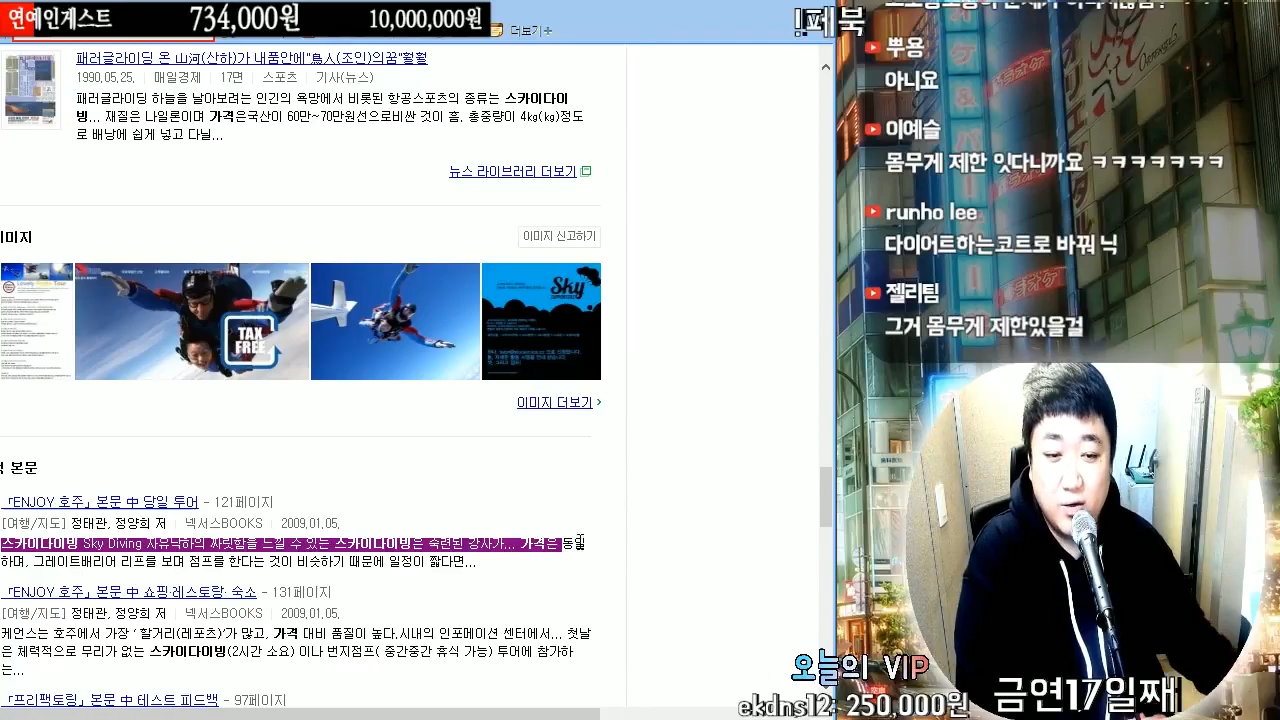 연예인게스트 734,000원 10,000,000원
더보기+
!페북
패러글라이딩 온 山河(산하)가 내품안에"鳥人(조인)의꿈"훨훨
1990.05.23. 매일경제 17면 스포츠 기사(뉴스)
패러글라이딩 하늘을날아보려는 인간의 욕망에서 비롯된 항공스포츠의 종류는 스카이다이
빙... 재질은 나일론이며 가격은국산이 60만~70만원선으로비싼 것이 흠. 총중량이 4kg(kg)정도
로 배낭에 쉽게 넣고 다닐...
뉴스 라이브러리 더보기
이미지
이미지 신고하기
TAX
FREE
Sky
이미지 더보기
본문
「ENJOY 호주」본문 中 당일 투어 - 121페이지
[여행/지도] 정태관, 정양희 저 넥서스BOOKS 2009.01.05.
스카이다이빙 Sky Diving 자유낙하의 짜릿함을 느낄 수 있는 스카이다이빙은 숙련된 강사가... 가격은 동일
하며, 그레이트배리어 리프를 보며 점프를 한다는 것이 비슷하기 때문에 일정이 짧다면...
「ENJOY 호주」본문 中 쇼핑, 레스토랑, 숙소 - 131페이지
[여행/지도] 정태관, 정양희 저 넥서스BOOKS 2009.01.05.
케언스는 호주에서 가장 할 거리(레포츠)가 많고, 가격 대비 품질이 높다.시내의 인포메이션 센터에서... 첫날
은 체력적으로 무리가 없는 스카이다이빙(2시간 소요) 이나 번지점프( 중간중간 휴식 가능) 투어에 참가하
는...
- 97페이지
뿌용
아니요
이예슬
몸무게 제한 잇다니까요 ㅋㅋㅋㅋㅋㅋㅋ
runho lee
다이어트하는코트로 바꿔 닉
젤리팀
그거 몸무게 제한있을걸
오늘의 VIP
ekdns12: 250,000원
금연17일째